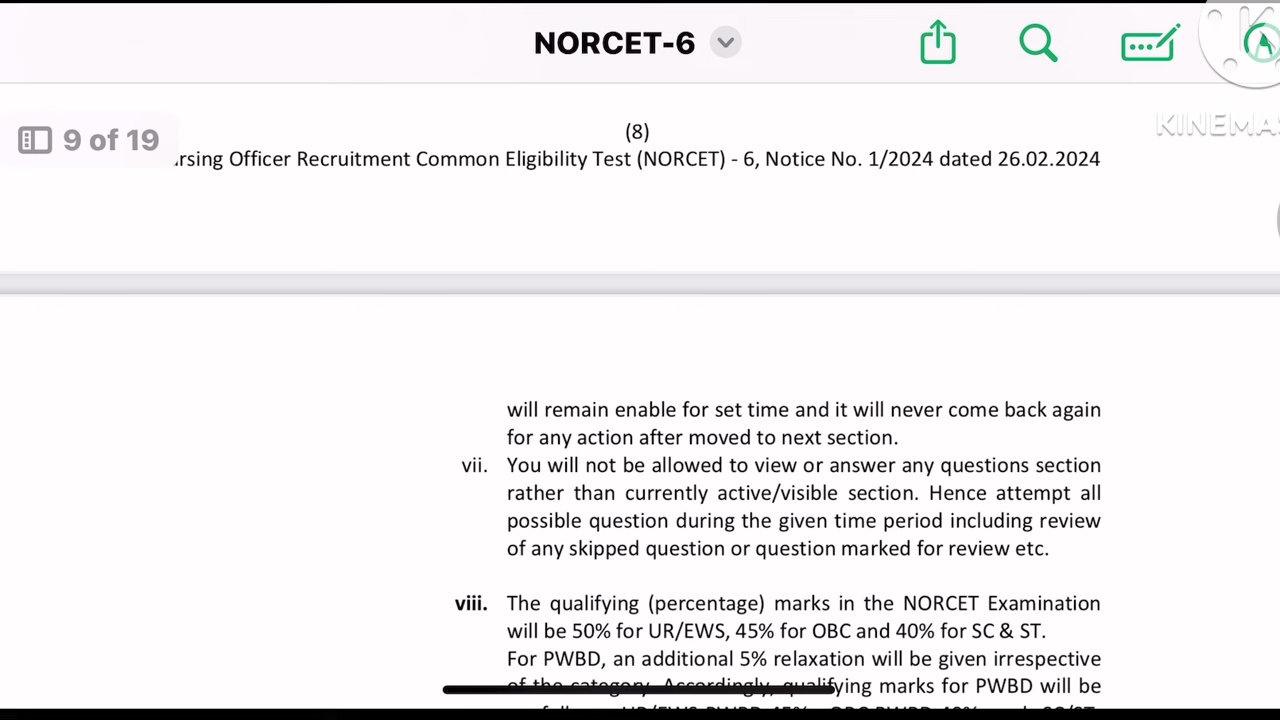 NORCET-6
9 of 19
KINEMA
(8)
Officer Recruitment Common Eligibility Test (NORCET) - 6, Notice No. 1/2024 dated 26.02.2024
will remain enable for set time and it will never come back again
for any action after moved to next section.
vii. You will not be allowed to view or answer any questions section
rather than currently active/visible section. Hence attempt all
possible question during the given time period including review
of any skipped question or question marked for review etc.
viii. The qualifying (percentage) marks in the NORCET Examination
will be 50% for UR/EWS, 45% for OBC and 40% for SC & ST.
For PWBD, an additional 5% relaxation will be given irrespective
of the category. Accordingly, qualifying marks for PWBD will be